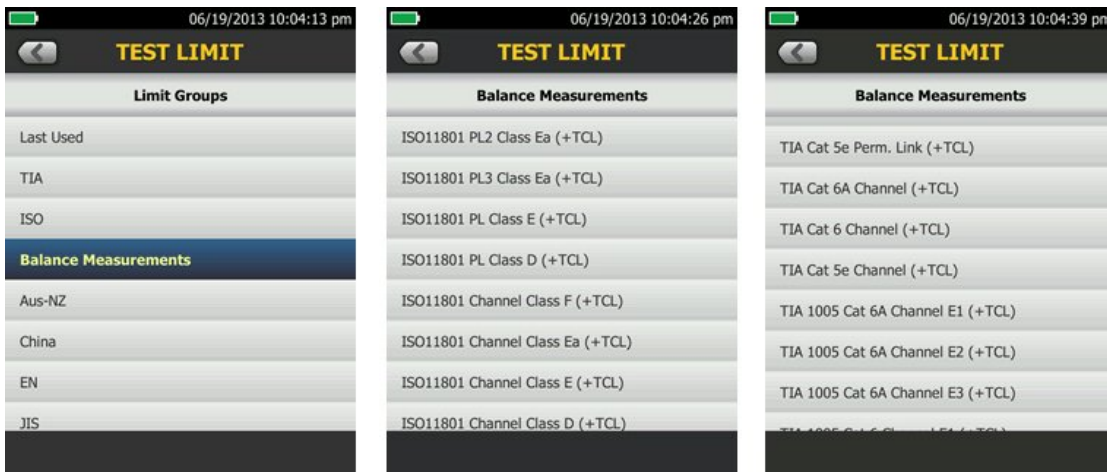 06/19/2013 10:04:13 pm
TEST LIMIT
Limit Groups
Last Used
TIA
ISO
Balance Measurements
Aus-NZ
China
EN
JIS
06/19/2013 10:04:26 pm
TEST LIMIT
Balance Measurements
ISO11801 PL2 Class Ea (+TCL)
ISO11801 PL3 Class Ea (+TCL)
ISO11801 PL Class E (+TCL)
ISO11801 PL Class D (+TCL)
ISO11801 Channel Class F (+TCL)
ISO11801 Channel Class Ea (+TCL)
ISO11801 Channel Class E (+TCL)
ISO11801 Channel Class D (+TCL)
06/19/2013 10:04:39 pm
TEST LIMIT
Balance Measurements
TIA Cat 5e Perm. Link (+TCL)
TIA Cat 6A Channel (+TCL)
TIA Cat 6 Channel (+TCL)
TIA Cat 5e Channel (+TCL)
TIA 1005 Cat 6A Channel E1 (+TCL)
TIA 1005 Cat 6A Channel E2 (+TCL)
TIA 1005 Cat 6A Channel E3 (+TCL)